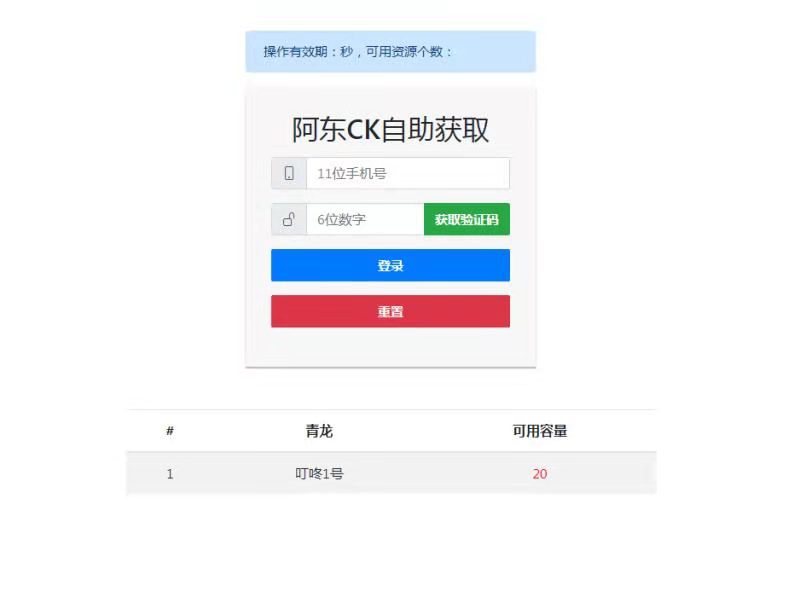 操作有效期：秒，可用资源个数：
阿东CK自助获取
11位手机号
6位数字 获取验证码
登录
重置
# 青龙 可用容量
1 叮咚1号 20